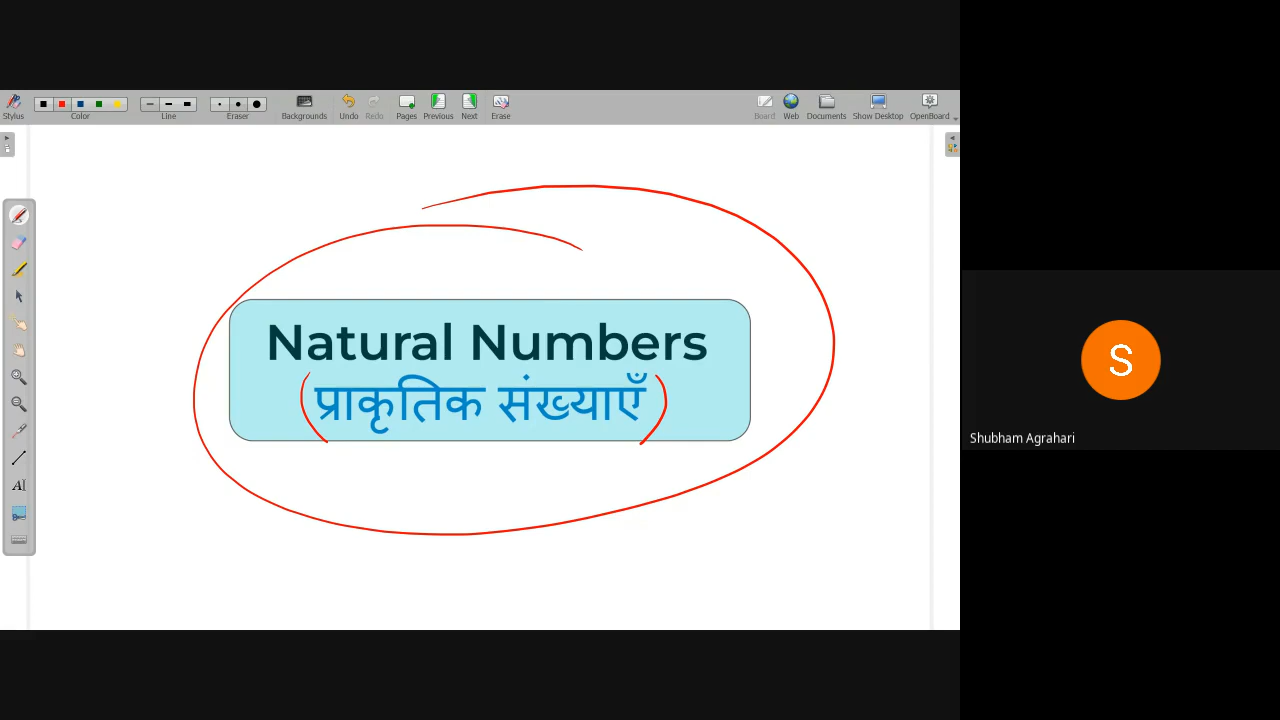 Stylus Color Line Eraser Backgrounds Undo Redo Pages Previous Next Erase Board Web Documents Show Desktop OpenBoard
Natural Numbers
प्राकृतिक संख्याएँ
S
Shubham Agrahari